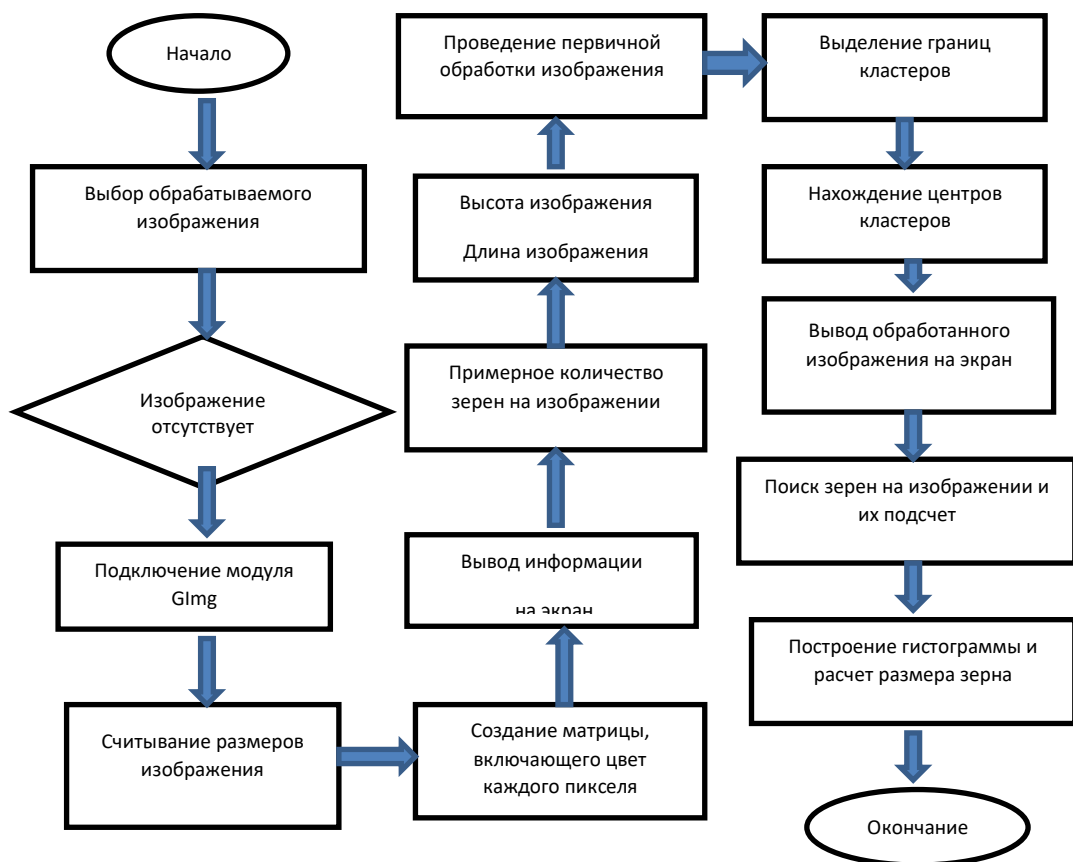 Начало
Выбор обрабатываемого
изображения
Изображение
отсутствует
Подключение модуля
GImg
Считывание размеров
изображения
Создание матрицы,
включающего цвет
каждого пикселя
Вывод информации
на экран
Примерное количество
зерен на изображении
Высота изображения
Длина изображения
Проведение первичной
обработки изображения
Выделение границ
кластеров
Нахождение центров
кластеров
Вывод обработанного
изображения на экран
Поиск зерен на изображении и
их подсчет
Построение гистограммы и
расчет размера зерна
Окончание